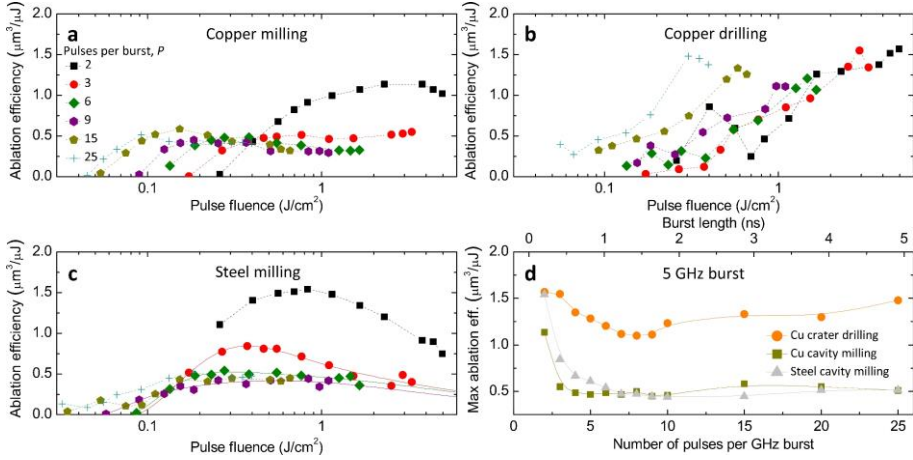 a
Copper milling
Pulses per burst, P
2
3
6
9
15
25
Ablation efficiency (μm³/μJ)
2.0
1.5
1.0
0.5
0.0
0.1
1
Pulse fluence (J/cm²)
b
Copper drilling
Ablation efficiency (μm³/μJ)
2.0
1.5
1.0
0.5
0.0
0.1
1
Pulse fluence (J/cm²)
c
Steel milling
Ablation efficiency (μm³/μJ)
2.0
1.5
1.0
0.5
0.0
0.1
1
Pulse fluence (J/cm²)
Burst length (ns)
0
1
2
3
4
5
d
5 GHz burst
Max ablation eff. (μm³/μJ)
2.0
1.5
1.0
0.5
Cu crater drilling
Cu cavity milling
Steel cavity milling
0
5
10
15
20
25
Number of pulses per GHz burst